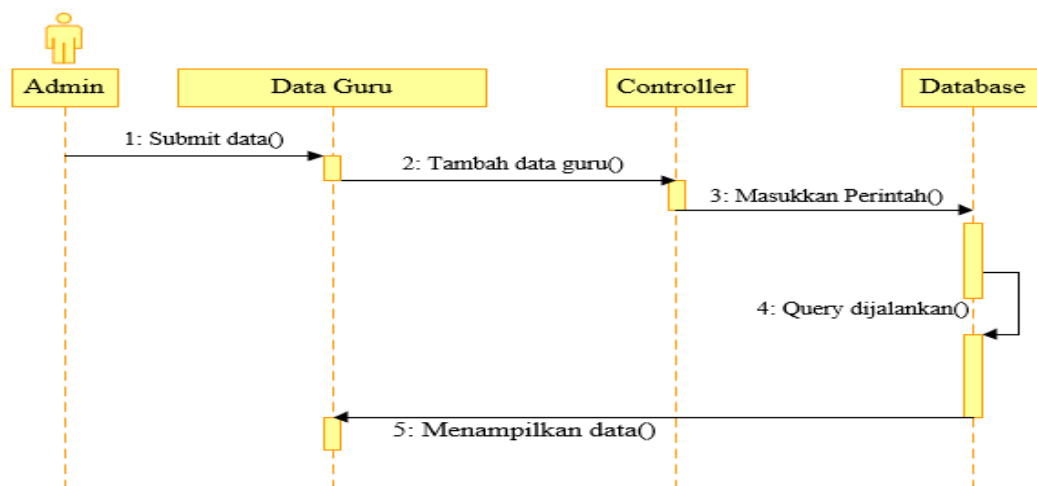 Admin
Data Guru
Controller
Database
1: Submit data()
2: Tambah data guru()
3: Masukkan Perintah()
4: Query dijalankan()
5: Menampilkan data()